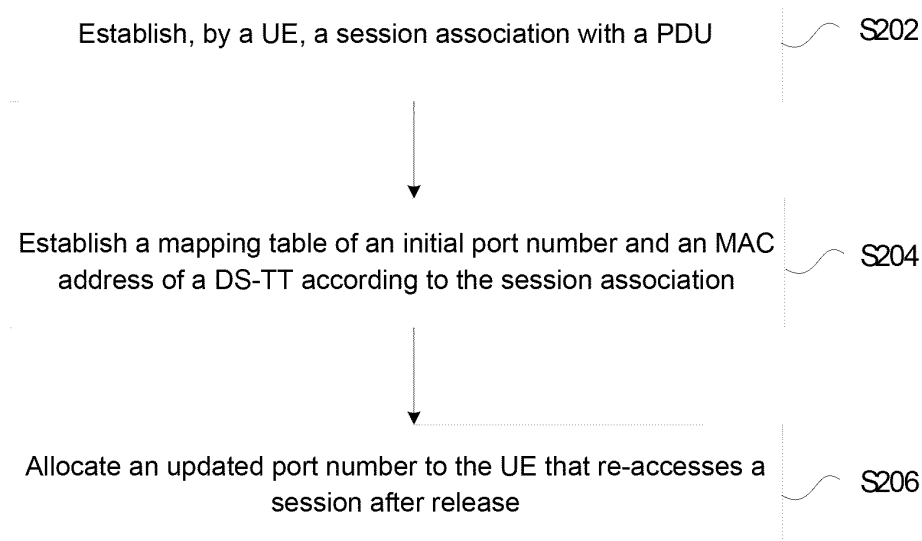 Establish, by a UE, a session association with a PDU
S202
Establish a mapping table of an initial port number and an MAC
address of a DS-TT according to the session association
S204
Allocate an updated port number to the UE that re-accesses a
session after release
S206